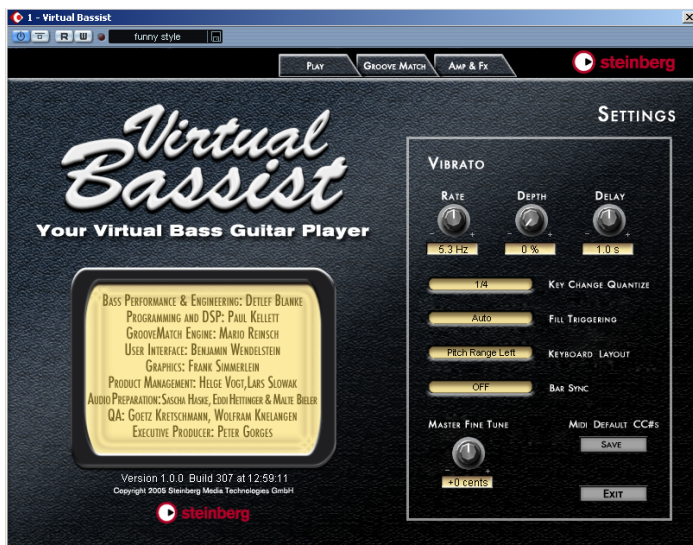 1 - Virtual Bassist
R W funny style
PLAY GROOVE MATCH AMP & FX steinberg
SETTINGS
Virtual
Bassist
Your Virtual Bass Guitar Player
VIBRATO
RATE DEPTH DELAY
- + - + - +
5.3 Hz 0 % 1.0 s
1/4 KEY CHANGE QUANTIZE
Auto FILL TRIGGERING
Pitch Range Left KEYBOARD LAYOUT
OFF BAR SYNC
MASTER FINE TUNE MIDI DEFAULT CC#S
SAVE
- +
+0 cents
EXIT
BASS PERFORMANCE & ENGINEERING: DETLEF BLANKE
PROGRAMMING AND DSP: PAUL KELLETT
GROOVEMATCH ENGINE: MARIO REINSCH
USER INTERFACE: BENJAMIN WENDELSTEIN
GRAPHICS: FRANK SIMMERLEIN
PRODUCT MANAGEMENT: HELGE VOGT, LARS SLOWAK
AUDIO PREPARATION: SASCHA HASKE, EDDI HETTINGER & MALTE BIELER
QA: GOETZ KRETSCHMANN, WOLFRAM KNELANGEN
EXECUTIVE PRODUCER: PETER GORGES
Version 1.0.0 Build 307 at 12:59:11
Copyright 2005 Steinberg Media Technologies GmbH
steinberg